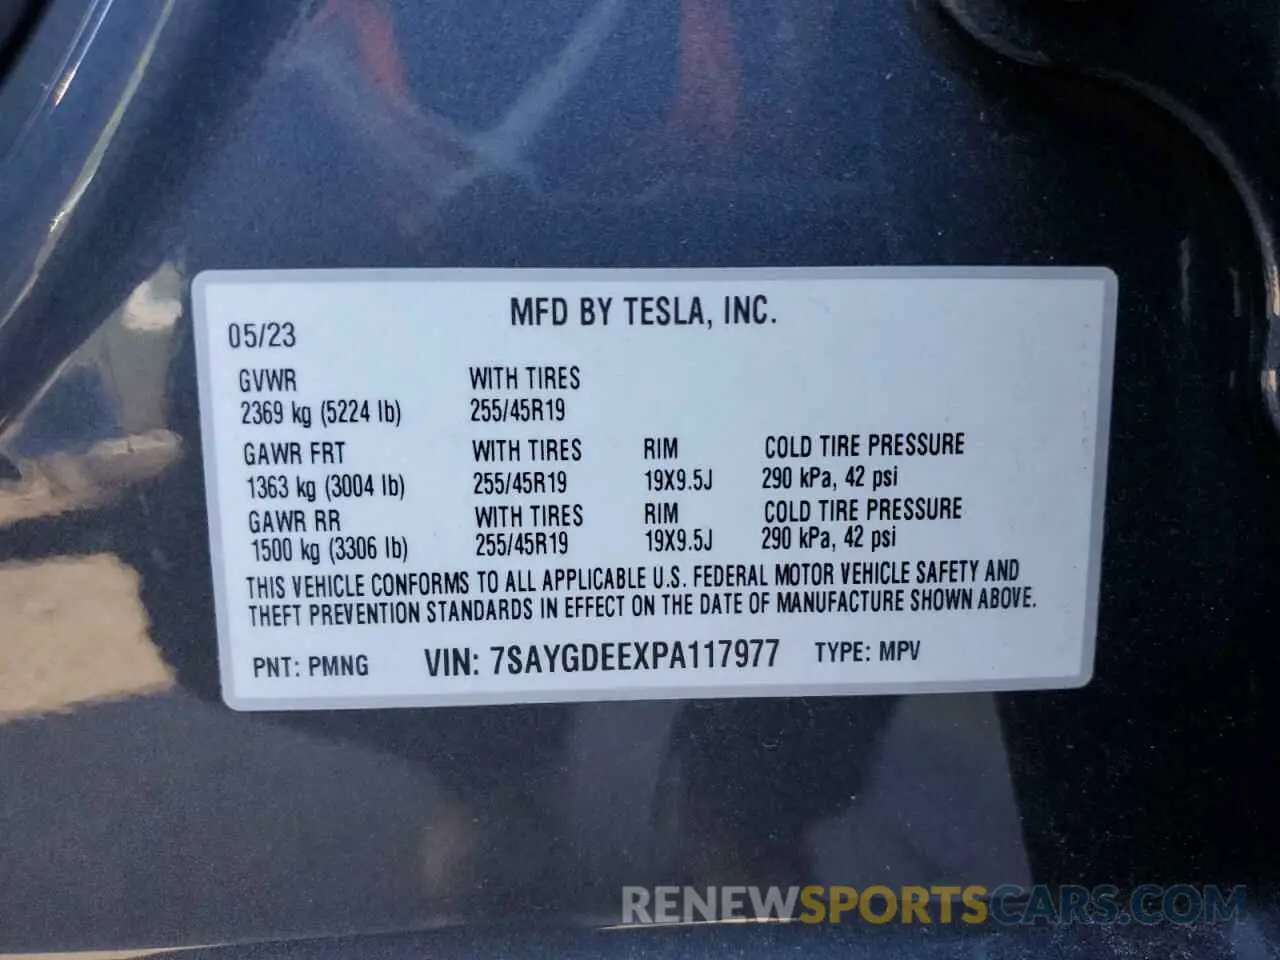 MFD BY TESLA, INC.
05/23
GVWR WITH TIRES
2369 kg (5224 lb) 255/45R19
GAWR FRT WITH TIRES RIM COLD TIRE PRESSURE
1363 kg (3004 lb) 255/45R19 19X9.5J 290 kPa, 42 psi
GAWR RR WITH TIRES RIM COLD TIRE PRESSURE
1500 kg (3306 lb) 255/45R19 19X9.5J 290 kPa, 42 psi
THIS VEHICLE CONFORMS TO ALL APPLICABLE U.S. FEDERAL MOTOR VEHICLE SAFETY AND
THEFT PREVENTION STANDARDS IN EFFECT ON THE DATE OF MANUFACTURE SHOWN ABOVE.
PNT: PMNG VIN: 7SAYGDEEXPA117977 TYPE: MPV
RENEWSPORTSCARS.COM